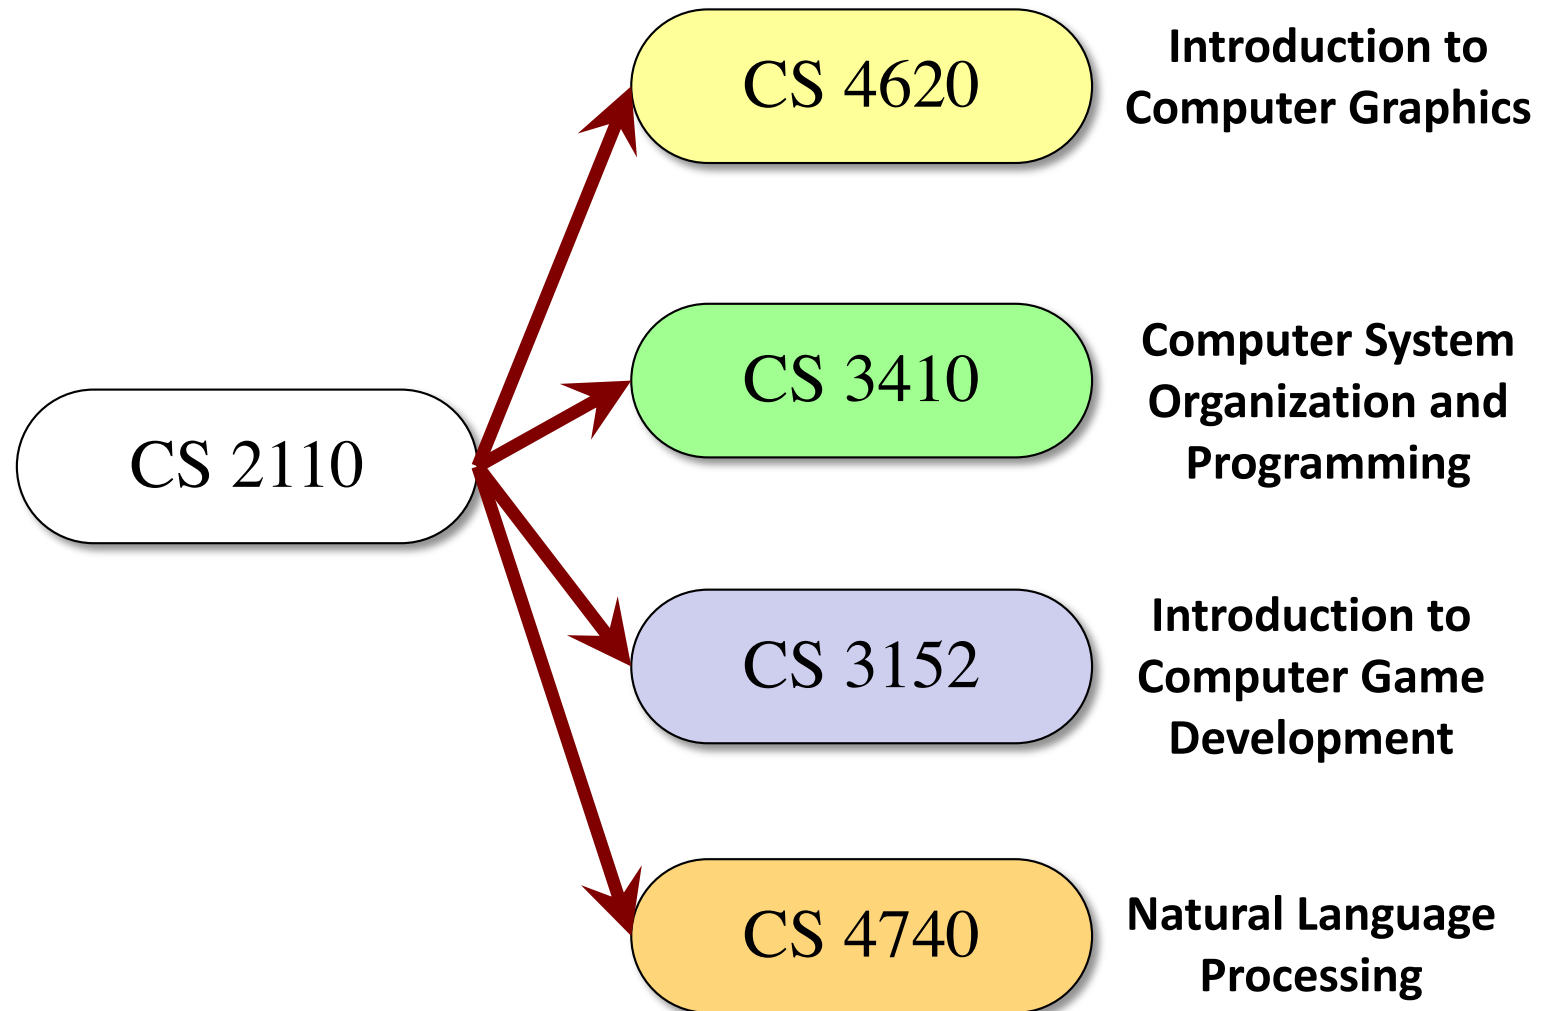 CS 4620
Introduction to
Computer Graphics
CS 3410
Computer System
Organization and
Programming
CS 2110
CS 3152
Introduction to
Computer Game
Development
CS 4740
Natural Language
Processing